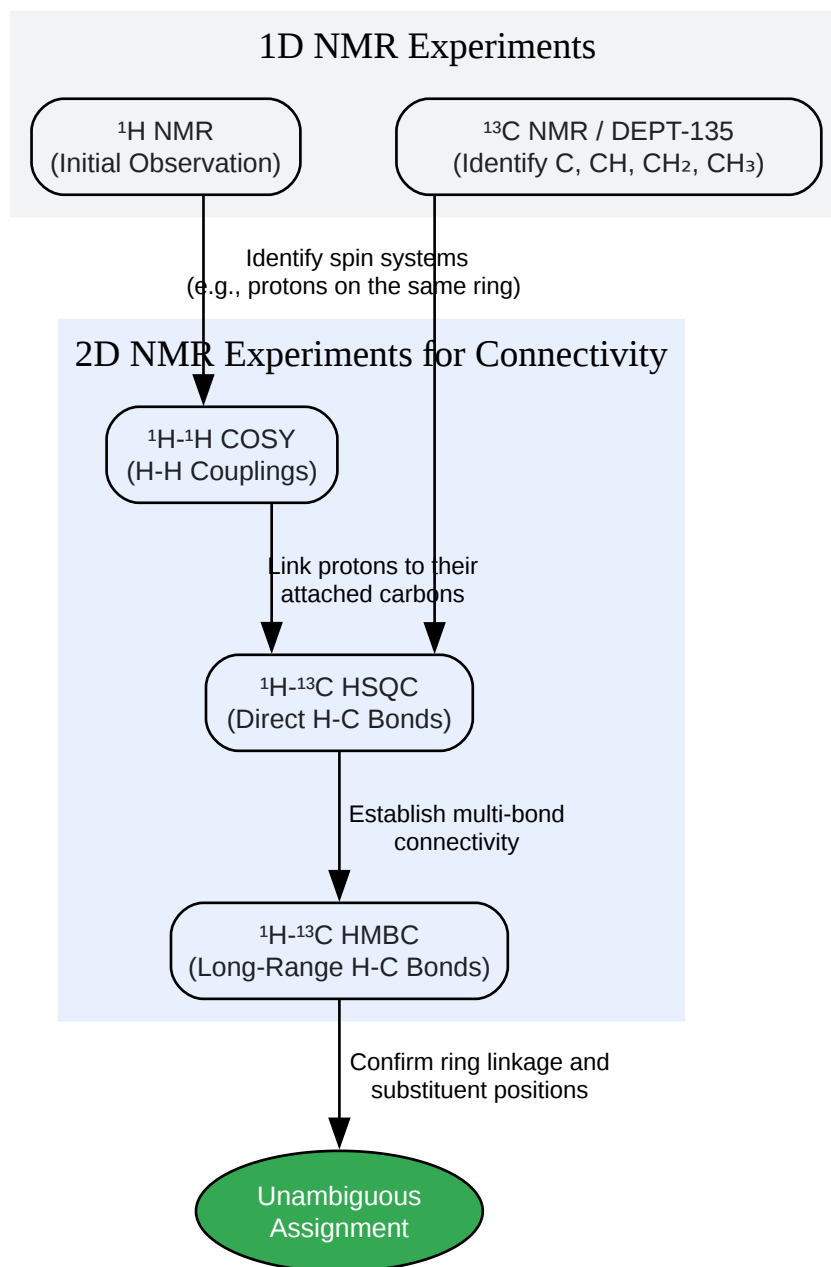 1D NMR Experiments
¹H NMR
(Initial Observation)
¹³C NMR / DEPT-135
(Identify C, CH, CH₂, CH₃)
Identify spin systems
(e.g., protons on the same ring)
2D NMR Experiments for Connectivity
¹H-¹H COSY
(H-H Couplings)
Link protons to their
attached carbons
¹H-¹³C HSQC
(Direct H-C Bonds)
Establish multi-bond
connectivity
¹H-¹³C HMBC
(Long-Range H-C Bonds)
Confirm ring linkage and
substituent positions
Unambiguous
Assignment